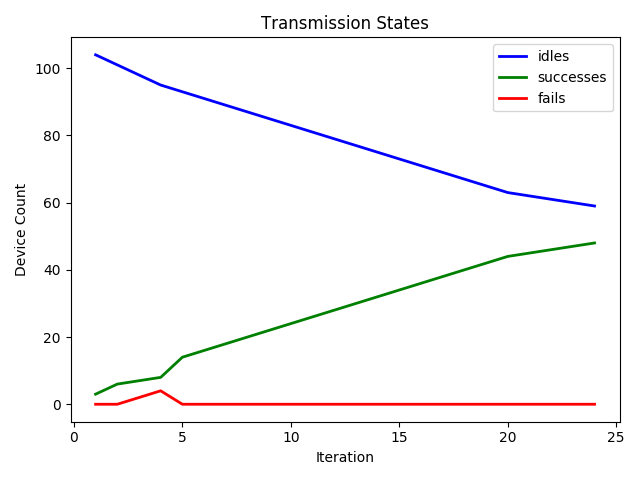 Transmission States
idles
successes
fails
Device Count
100
80
60
40
20
0
0 5 10 15 20 25
Iteration